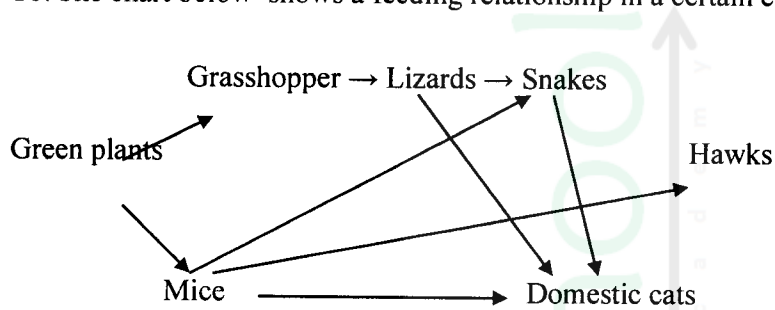 Grasshopper → Lizards → Snakes
Green plants
Hawks
Mice
Domestic cats